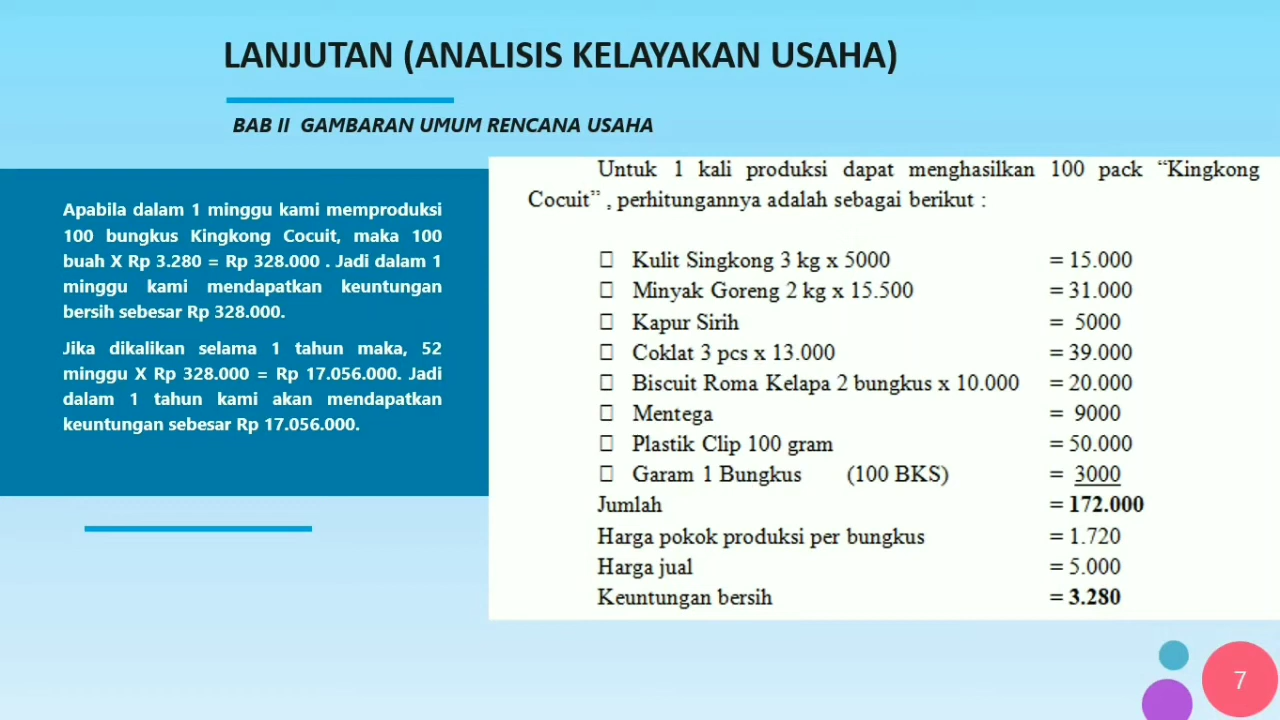 LANJUTAN (ANALISIS KELAYAKAN USAHA)
BAB II GAMBARAN UMUM RENCANA USAHA
Apabila dalam 1 minggu kami memproduksi
100 bungkus Kingkong Cocuit, maka 100
buah X Rp 3.280 = Rp 328.000 . Jadi dalam 1
minggu kami mendapatkan keuntungan
bersih sebesar Rp 328.000.
Jika dikalikan selama 1 tahun maka, 52
minggu X Rp 328.000 = Rp 17.056.000. Jadi
dalam 1 tahun kami akan mendapatkan
keuntungan sebesar Rp 17.056.000.
Untuk 1 kali produksi dapat menghasilkan 100 pack “Kingkong
Cocuit” , perhitungannya adalah sebagai berikut :
Kulit Singkong 3 kg x 5000 = 15.000
Minyak Goreng 2 kg x 15.500 = 31.000
Kapur Sirih = 5000
Coklat 3 pcs x 13.000 = 39.000
Biscuit Roma Kelapa 2 bungkus x 10.000 = 20.000
Mentega = 9000
Plastik Clip 100 gram = 50.000
Garam 1 Bungkus (100 BKS) = 3000
Jumlah = 172.000
Harga pokok produksi per bungkus = 1.720
Harga jual = 5.000
Keuntungan bersih = 3.280
7